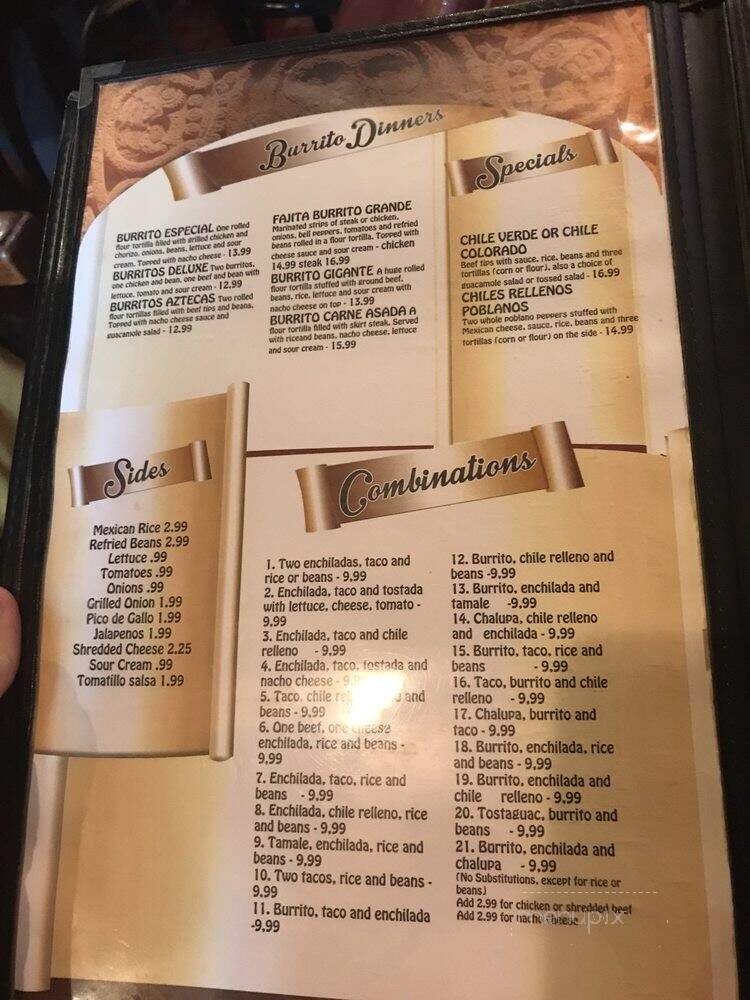 Burrito Dinners
BURRITO ESPECIAL One rolled
flour tortilla filled with grilled chicken and
chorizo, onions, beans, lettuce and sour
cream. Topped with nacho cheese - 13.99
BURRITOS DELUXE Two burritos,
one chicken and bean, one beef and bean with
lettuce, tomato and sour cream - 12.99
BURRITOS AZTECAS Two rolled
flour tortillas filled with beef tips and beans.
Topped with nacho cheese sauce and
guacamole salad - 12.99
FAJITA BURRITO GRANDE
Marinated strips of steak or chicken,
onions, bell peppers, tomatoes and refried
beans rolled in a flour tortilla. Topped with
cheese sauce and sour cream - chicken
14.99 steak 16.99
BURRITO GIGANTE A huge rolled
flour tortilla stuffed with ground beef,
beans, rice, lettuce and sour cream with
nacho cheese on top - 13.99
BURRITO CARNE ASADA A
flour tortilla filled with skirt steak. Served
with riceand beans, nacho cheese, lettuce
and sour cream - 15.99
Specials
CHILE VERDE OR CHILE
COLORADO
Beef tips with sauce, rice, beans and three
tortillas (corn or flour), also a choice of
guacamole salad or tossed salad - 16.99
CHILES RELLENOS
POBLANOS
Two whole poblano peppers stuffed with
Mexican cheese, sauce, rice, beans and three
tortillas (corn or flour) on the side - 14.99
Sides
Mexican Rice 2.99
Refried Beans 2.99
Lettuce .99
Tomatoes .99
Onions .99
Grilled Onion 1.99
Pico de Gallo 1.99
Jalapenos 1.99
Shredded Cheese 2.25
Sour Cream .99
Tomatillo salsa 1.99
Combinations
1. Two enchiladas, taco and
rice or beans - 9.99
2. Enchilada, taco and tostada
with lettuce, cheese, tomato -
9.99
3. Enchilada, taco and chile
relleno - 9.99
4. Enchilada, taco, tostada and
nacho cheese - 9
5. Taco, chile and
beans - 9.99
6. One beef, one cheese
enchilada, rice and beans -
9.99
7. Enchilada, taco, rice and
beans - 9.99
8. Enchilada, chile relleno, rice
and beans - 9.99
9. Tamale, enchilada, rice and
beans - 9.99
10. Two tacos, rice and beans -
9.99
11. Burrito, taco and enchilada
-9.99
12. Burrito, chile relleno and
beans -9.99
13. Burrito, enchilada and
tamale -9.99
14. Chalupa, chile relleno
and enchilada - 9.99
15. Burrito, taco, rice and
beans - 9.99
16. Taco, burrito and chile
relleno - 9.99
17. Chalupa, burrito and
taco - 9.99
18. Burrito, enchilada, rice
and beans - 9.99
19. Burrito, enchilada and
chile relleno - 9.99
20. Tostaguac, burrito and
beans - 9.99
21. Burrito, enchilada and
chalupa - 9.99
(No Substitutions, except for rice or
beans)
Add 2.99 for chicken or shredded beef
Add 2.99 for nacho cheese
menupix